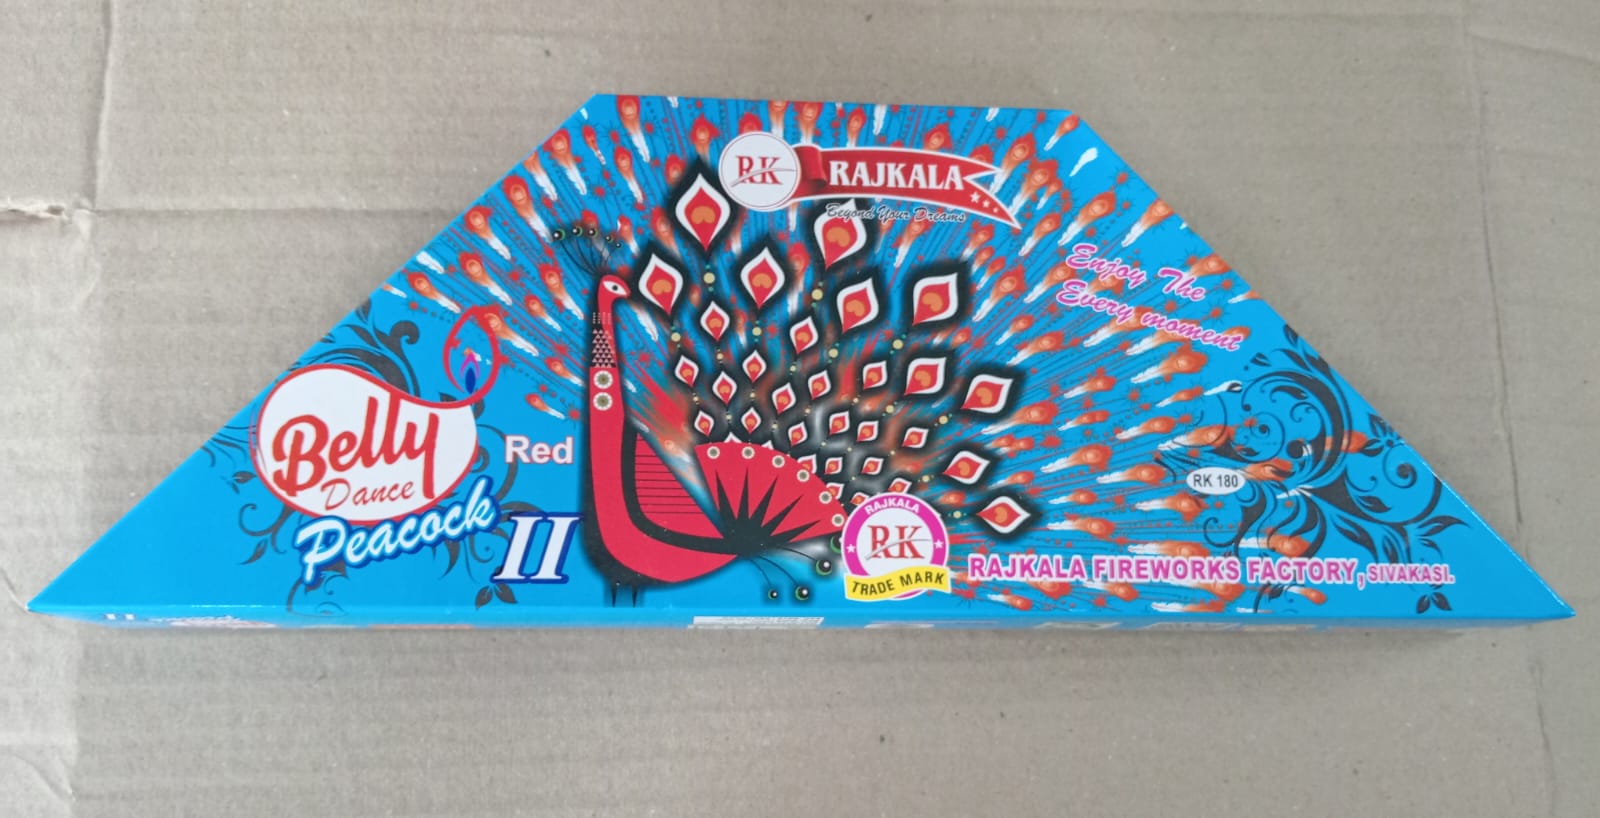 RK RAJKALA
Beyond Your Dreams
Enjoy The
Every moment
Belly
Dance
Peacock
Red
II
RK 180
RAJKALA
RK
TRADE MARK
RAJKALA FIREWORKS FACTORY, SIVAKASI.
II